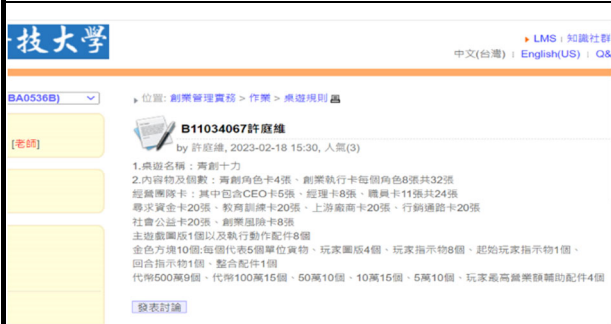 技大學
LMS | 知識社群
中文(台灣) | English(US) | Q&
BA0536B)
位置: 創業管理實務 > 作業 > 桌遊規則
[老師]
B11034067許庭維
by 許庭維, 2023-02-18 15:30, 人氣(3)
1.桌遊名稱：青創十力
2.內容物及個數：青創角色卡4張、創業執行卡每個角色8張共32張
經營團隊卡：其中包含CEO卡5張、經理卡8張、職員卡11張共24張
尋求資金卡20張、教育訓練卡20張、上游廠商卡20張、行銷通路卡20張
社會公益卡20張、創業風險卡8張
主遊戲圖版1個以及執行動作配件8個
金色方塊10個:每個代表5個單位貨物、玩家圖版4個、玩家指示物8個、起始玩家指示物1個、
回合指示物1個、整合配件1個
代幣500萬9個、代幣100萬15個、50萬10個、10萬15個、5萬10個、玩家最高營業額輔助配件4個
發表討論